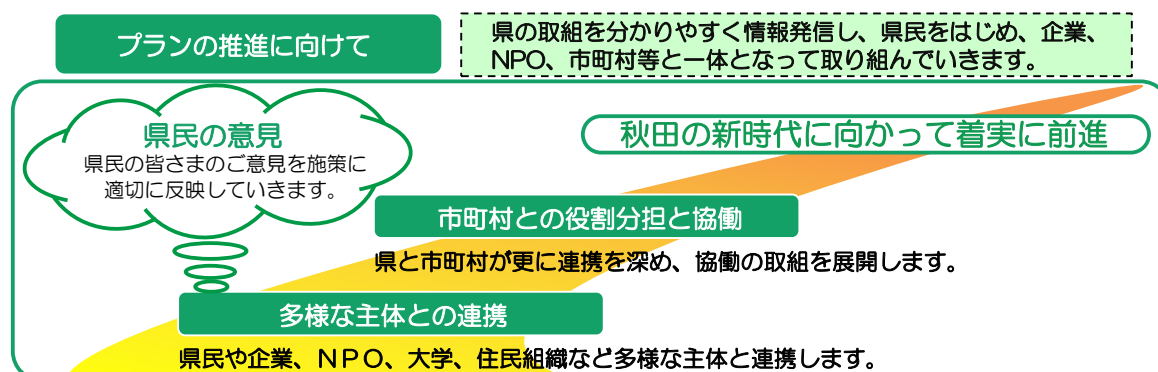 プランの推進に向けて
県の取組を分かりやすく情報発信し、県民をはじめ、企業、
NPO、市町村等と一体となって取り組んでいきます。
秋田の新時代に向かって着実に前進
県民の意見
県民の皆さまのご意見を施策に
適切に反映していきます。
市町村との役割分担と協働
県と市町村が更に連携を深め、協働の取組を展開します。
多様な主体との連携
県民や企業、ＮＰＯ、大学、住民組織など多様な主体と連携します。